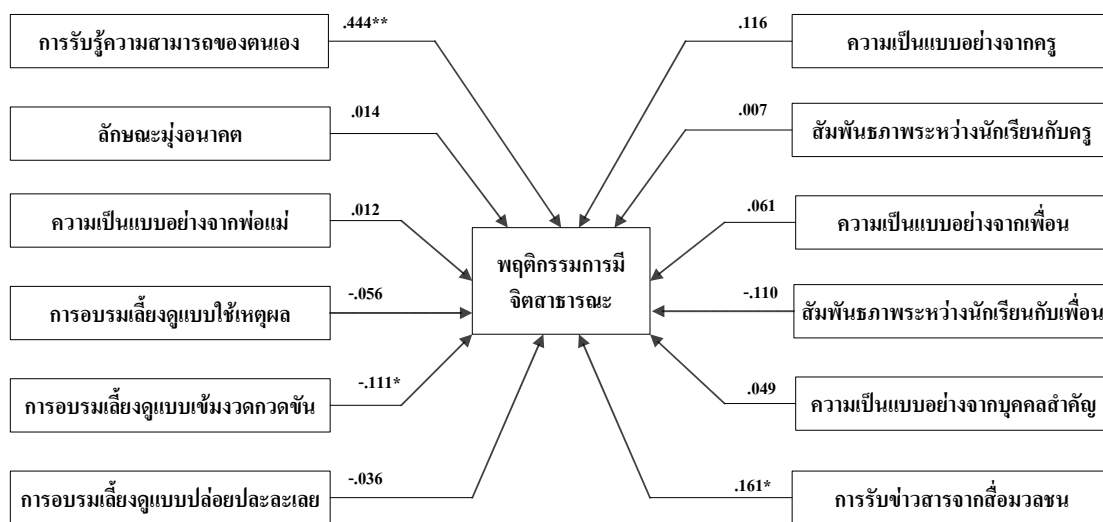 การรับรู้ความสามารถของตนเอง
.444**
.116
ความเป็นแบบอย่างจากครู
ลักษณะมุ่งอนาคต
.014
.007
สัมพันธภาพระหว่างนักเรียนกับครู
ความเป็นแบบอย่างจากพ่อแม่
.012
.061
ความเป็นแบบอย่างจากเพื่อน
พฤติกรรมการมี
จิตสาธารณะ
การอบรมเลี้ยงดูแบบใช้เหตุผล
-.056
-.110
สัมพันธภาพระหว่างนักเรียนกับเพื่อน
การอบรมเลี้ยงดูแบบเข้มงวดกวดขัน
-.111*
.049
ความเป็นแบบอย่างจากบุคคลสำคัญ
การอบรมเลี้ยงดูแบบปล่อยปละละเลย
-.036
.161*
การรับข่าวสารจากสื่อมวลชน